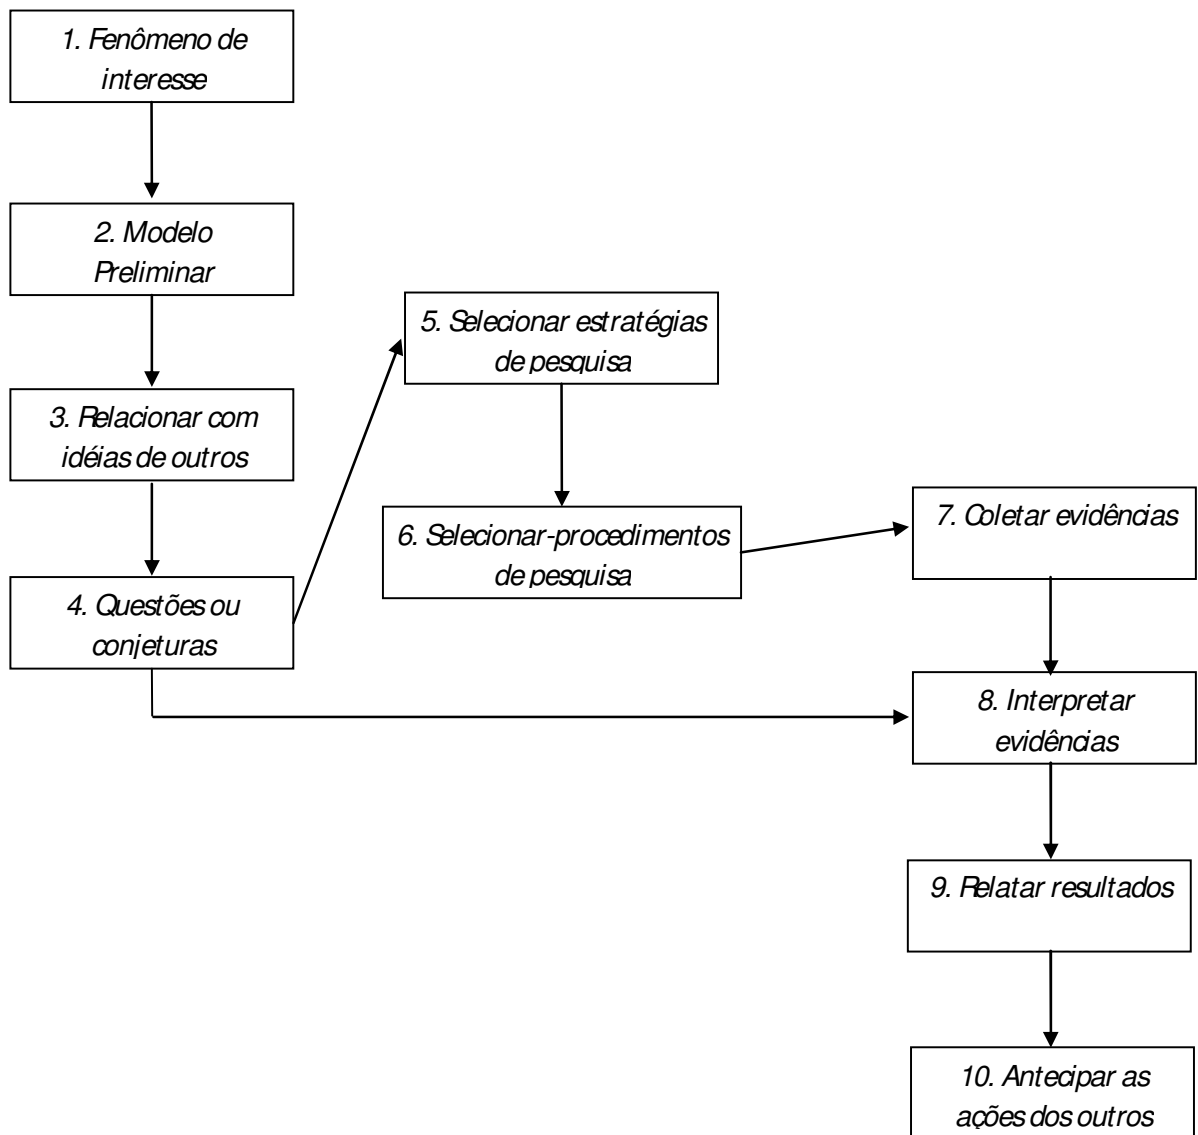 1. Fenômeno de
interesse
2. Modelo
Preliminar
3. Relacionar com
idéias de outros
4. Questões ou
conjeturas
5. Selecionar estratégias
de pesquisa
6. Selecionar-procedimentos
de pesquisa
7. Coletar evidências
8. Interpretar
evidências
9. Relatar resultados
10. Antecipar as
ações dos outros